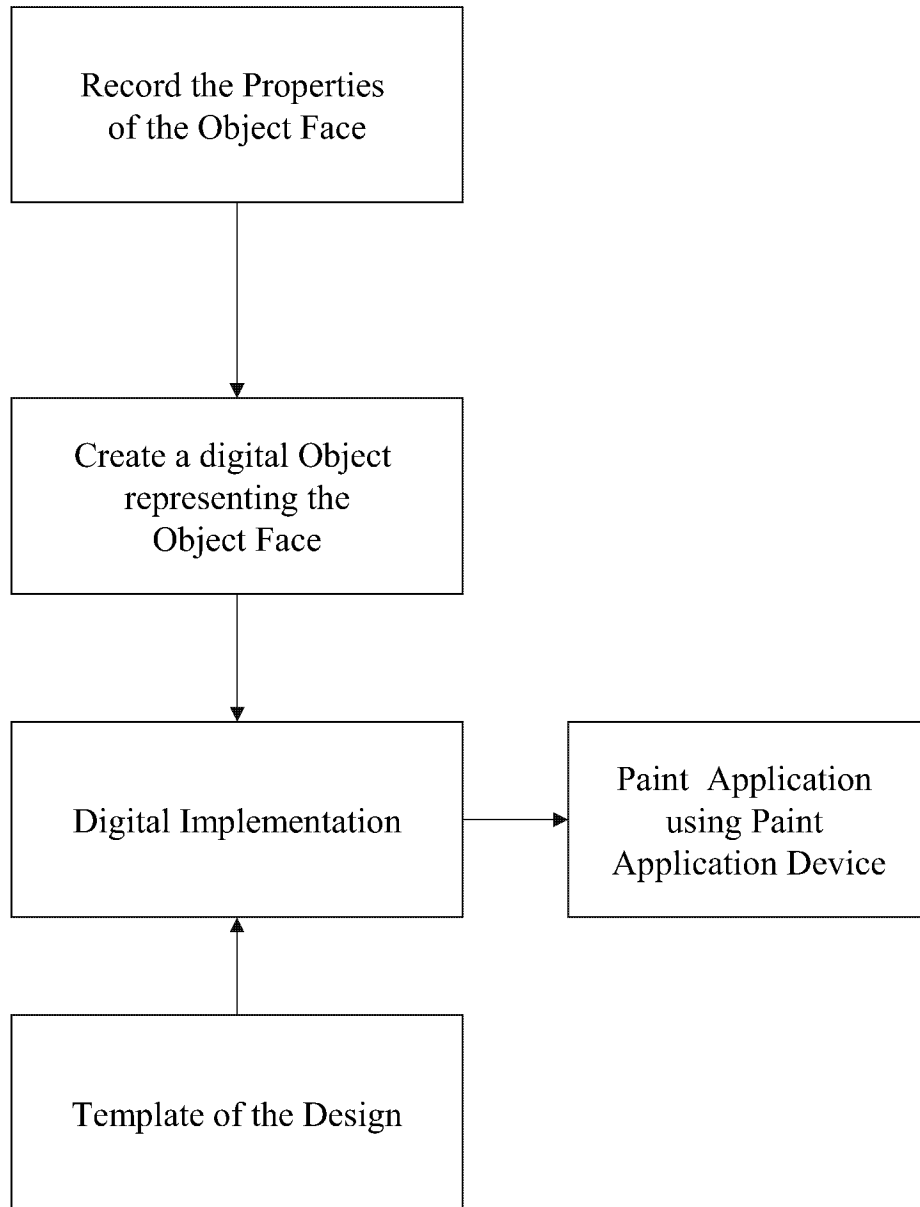 Record the Properties
of the Object Face
Create a digital Object
representing the
Object Face
Digital Implementation
Paint Application
using Paint
Application Device
Template of the Design